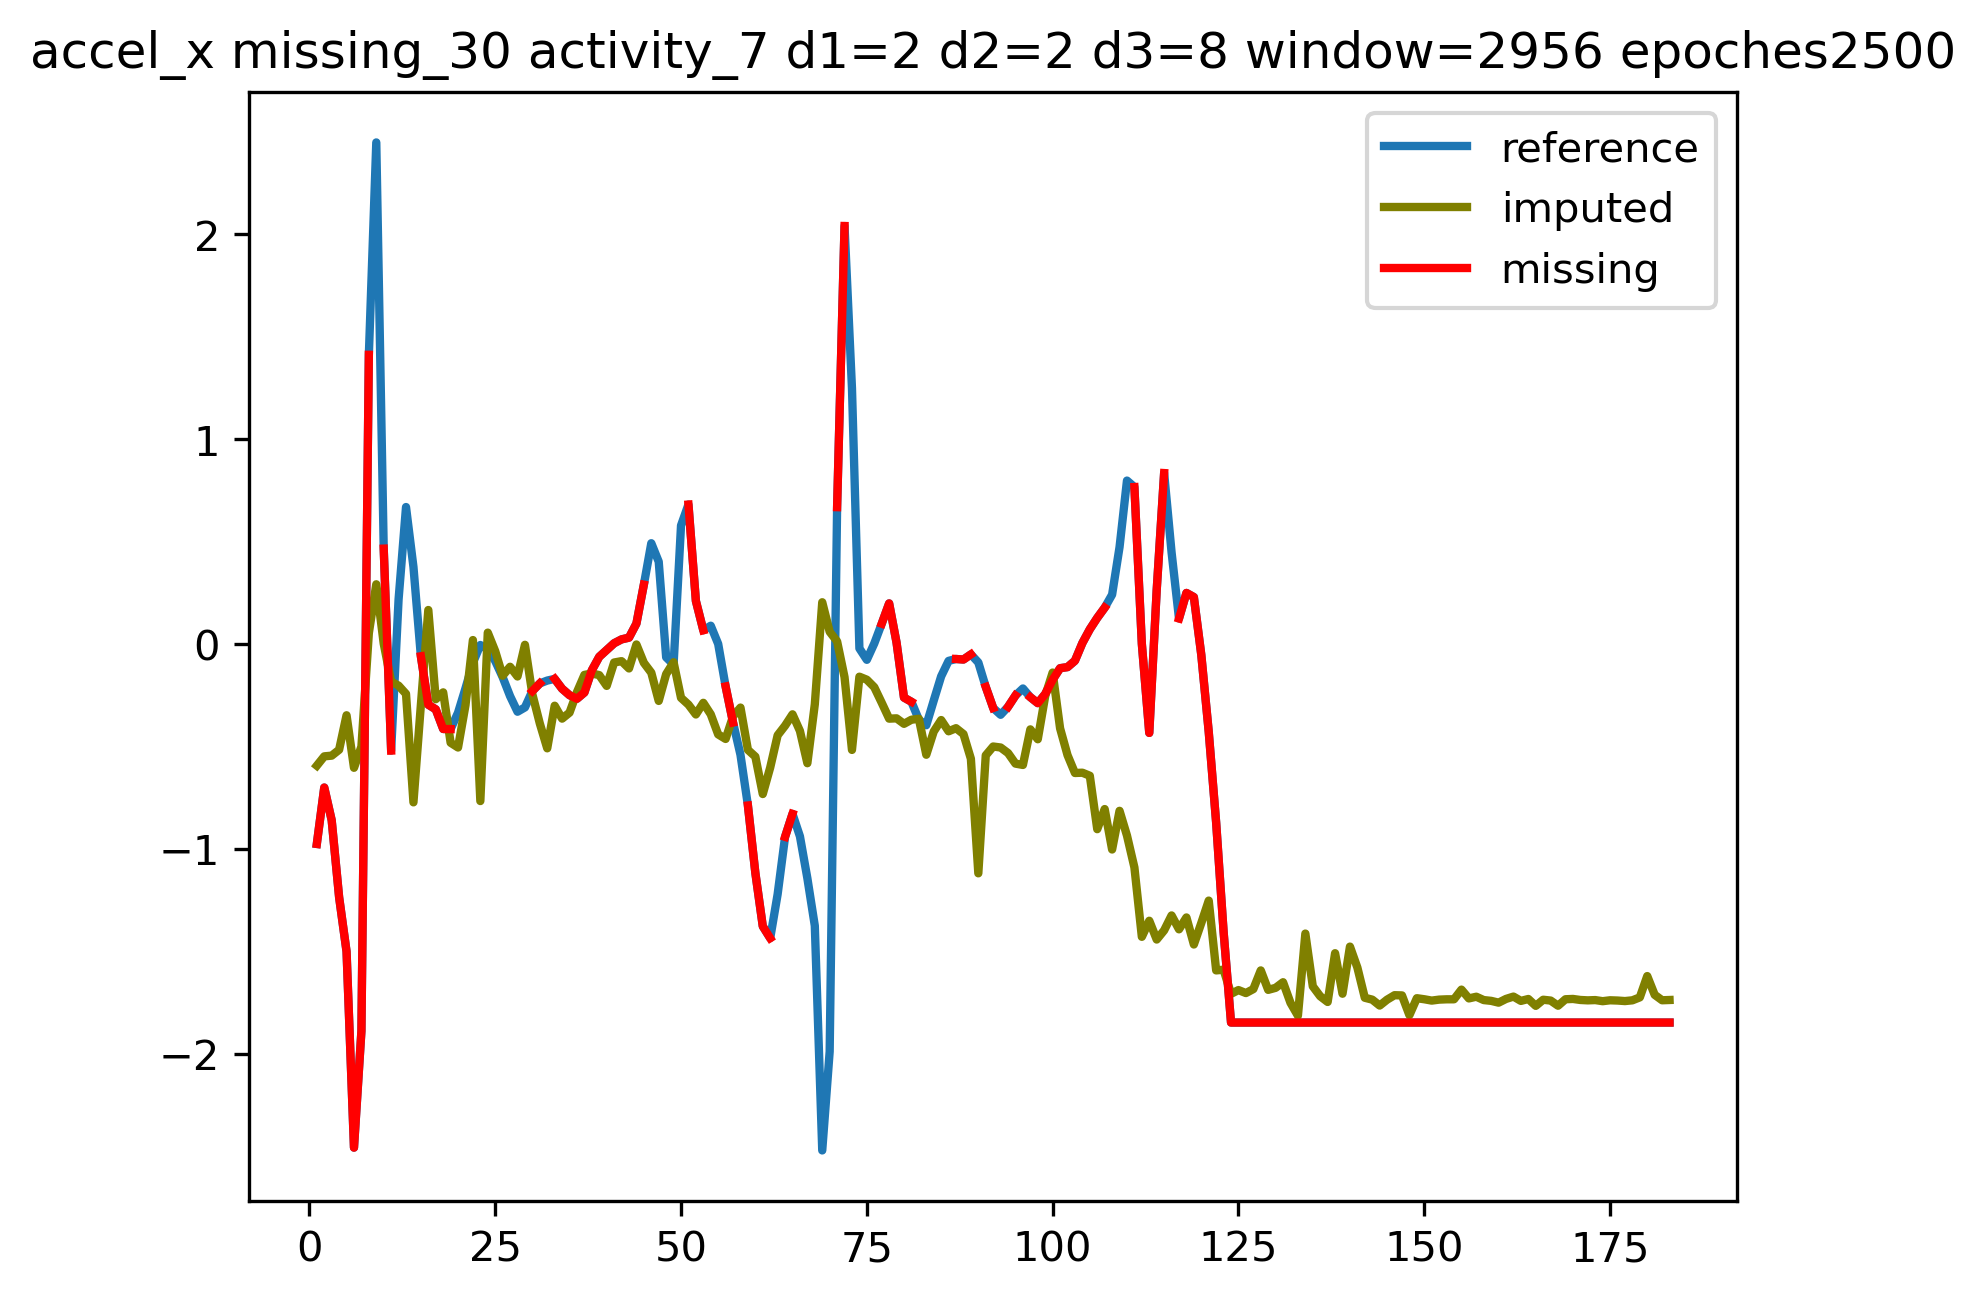 accel_x missing_30 activity_7 d1=2 d2=2 d3=8 window=2956 epoches2500
reference
imputed
missing
2
1
0
−1
−2
0 25 50 75 100 125 150 175